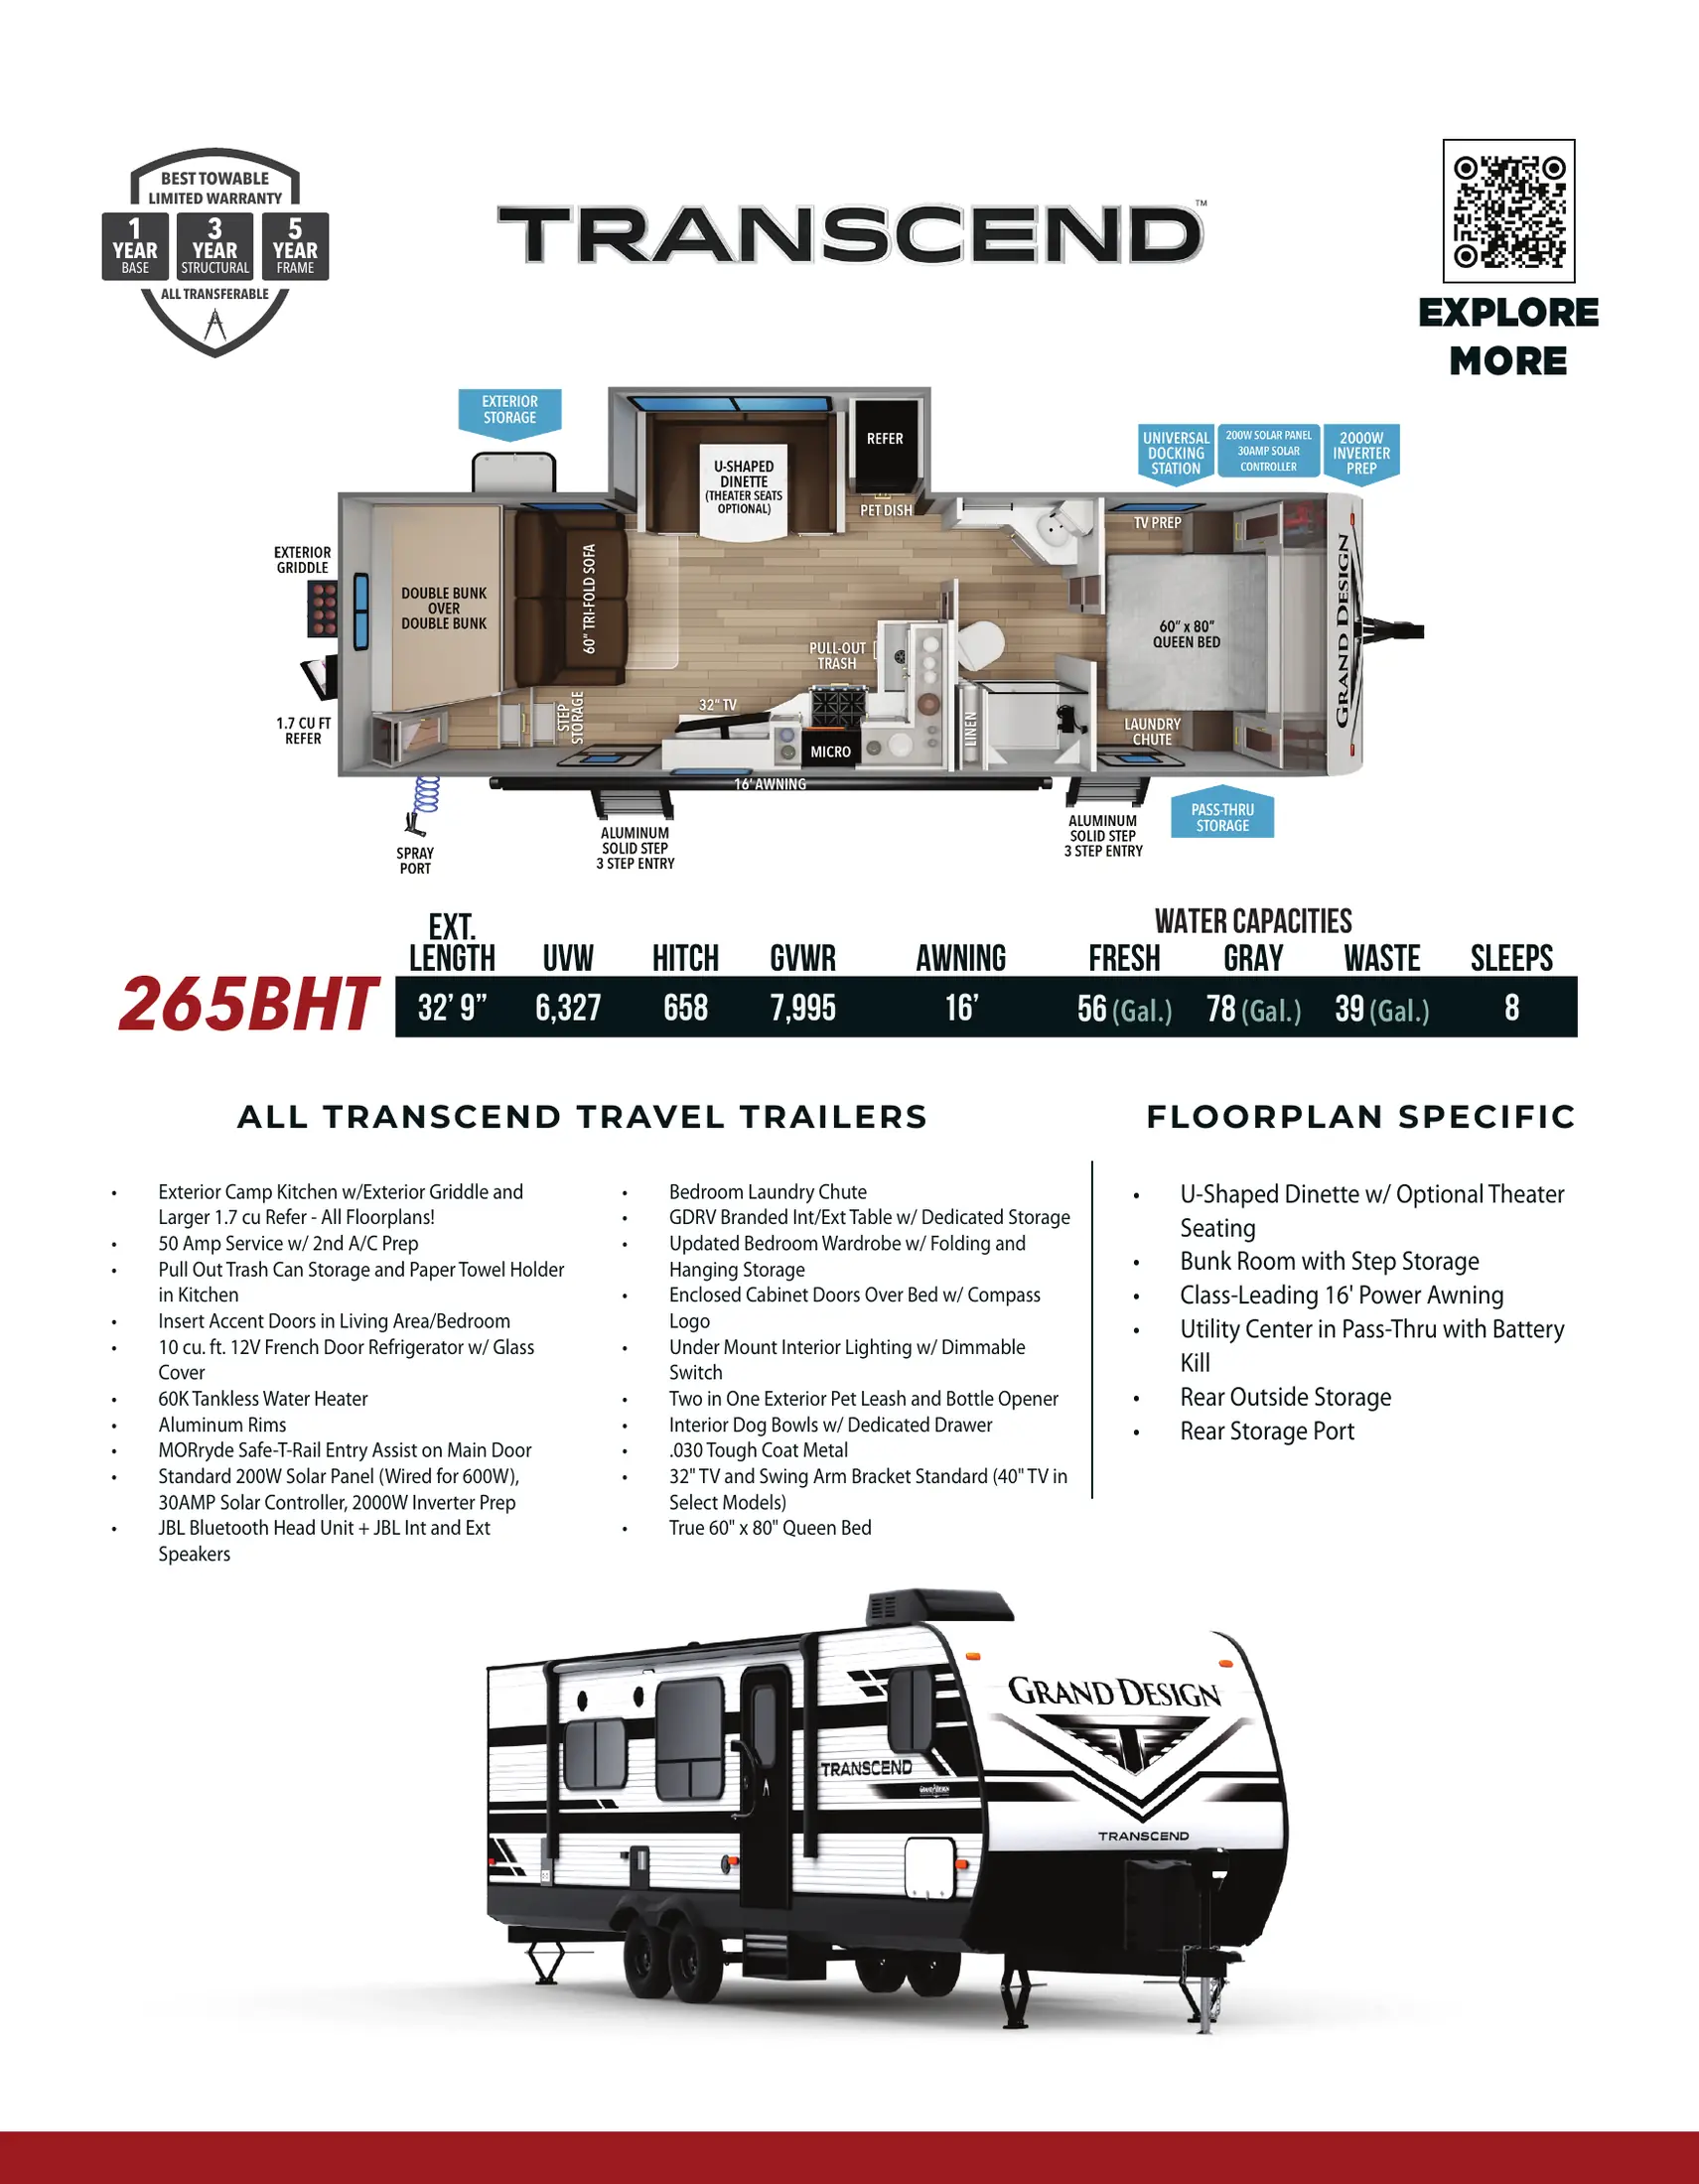 BEST TOWABLE
LIMITED WARRANTY
1 YEAR BASE
3 YEAR STRUCTURAL
5 YEAR FRAME
ALL TRANSFERABLE
TRANSCEND™
EXPLORE
MORE
EXTERIOR
STORAGE
U-SHAPED
DINETTE
(THEATER SEATS
OPTIONAL)
REFER
PET DISH
UNIVERSAL
DOCKING
STATION
200W SOLAR PANEL
30AMP SOLAR
CONTROLLER
2000W
INVERTER
PREP
TV PREP
EXTERIOR
GRIDDLE
DOUBLE BUNK
OVER
DOUBLE BUNK
60" TRI-FOLD SOFA
PULL-OUT
TRASH
60" x 80"
QUEEN BED
GRAND DESIGN
1.7 CU FT
REFER
STEP
STORAGE
32" TV
MICRO
LINEN
LAUNDRY
CHUTE
16' AWNING
SPRAY
PORT
ALUMINUM
SOLID STEP
3 STEP ENTRY
ALUMINUM
SOLID STEP
3 STEP ENTRY
PASS-THRU
STORAGE
WATER CAPACITIES
EXT.
LENGTH UVW HITCH GVWR AWNING FRESH GRAY WASTE SLEEPS
265BHT 32' 9" 6,327 658 7,995 16' 56 (Gal.) 78 (Gal.) 39 (Gal.) 8
ALL TRANSCEND TRAVEL TRAILERS
• Exterior Camp Kitchen w/Exterior Griddle and
Larger 1.7 cu Refer - All Floorplans!
• 50 Amp Service w/ 2nd A/C Prep
• Pull Out Trash Can Storage and Paper Towel Holder
in Kitchen
• Insert Accent Doors in Living Area/Bedroom
• 10 cu. ft. 12V French Door Refrigerator w/ Glass
Cover
• 60K Tankless Water Heater
• Aluminum Rims
• MORryde Safe-T-Rail Entry Assist on Main Door
• Standard 200W Solar Panel (Wired for 600W),
30AMP Solar Controller, 2000W Inverter Prep
• JBL Bluetooth Head Unit + JBL Int and Ext
Speakers
• Bedroom Laundry Chute
• GDRV Branded Int/Ext Table w/ Dedicated Storage
• Updated Bedroom Wardrobe w/ Folding and
Hanging Storage
• Enclosed Cabinet Doors Over Bed w/ Compass
Logo
• Under Mount Interior Lighting w/ Dimmable
Switch
• Two in One Exterior Pet Leash and Bottle Opener
• Interior Dog Bowls w/ Dedicated Drawer
• .030 Tough Coat Metal
• 32" TV and Swing Arm Bracket Standard (40" TV in
Select Models)
• True 60" x 80" Queen Bed
FLOORPLAN SPECIFIC
• U-Shaped Dinette w/ Optional Theater
Seating
• Bunk Room with Step Storage
• Class-Leading 16' Power Awning
• Utility Center in Pass-Thru with Battery
Kill
• Rear Outside Storage
• Rear Storage Port
GRAND DESIGN
TRANSCEND
GRAND DESIGN
TRANSCEND